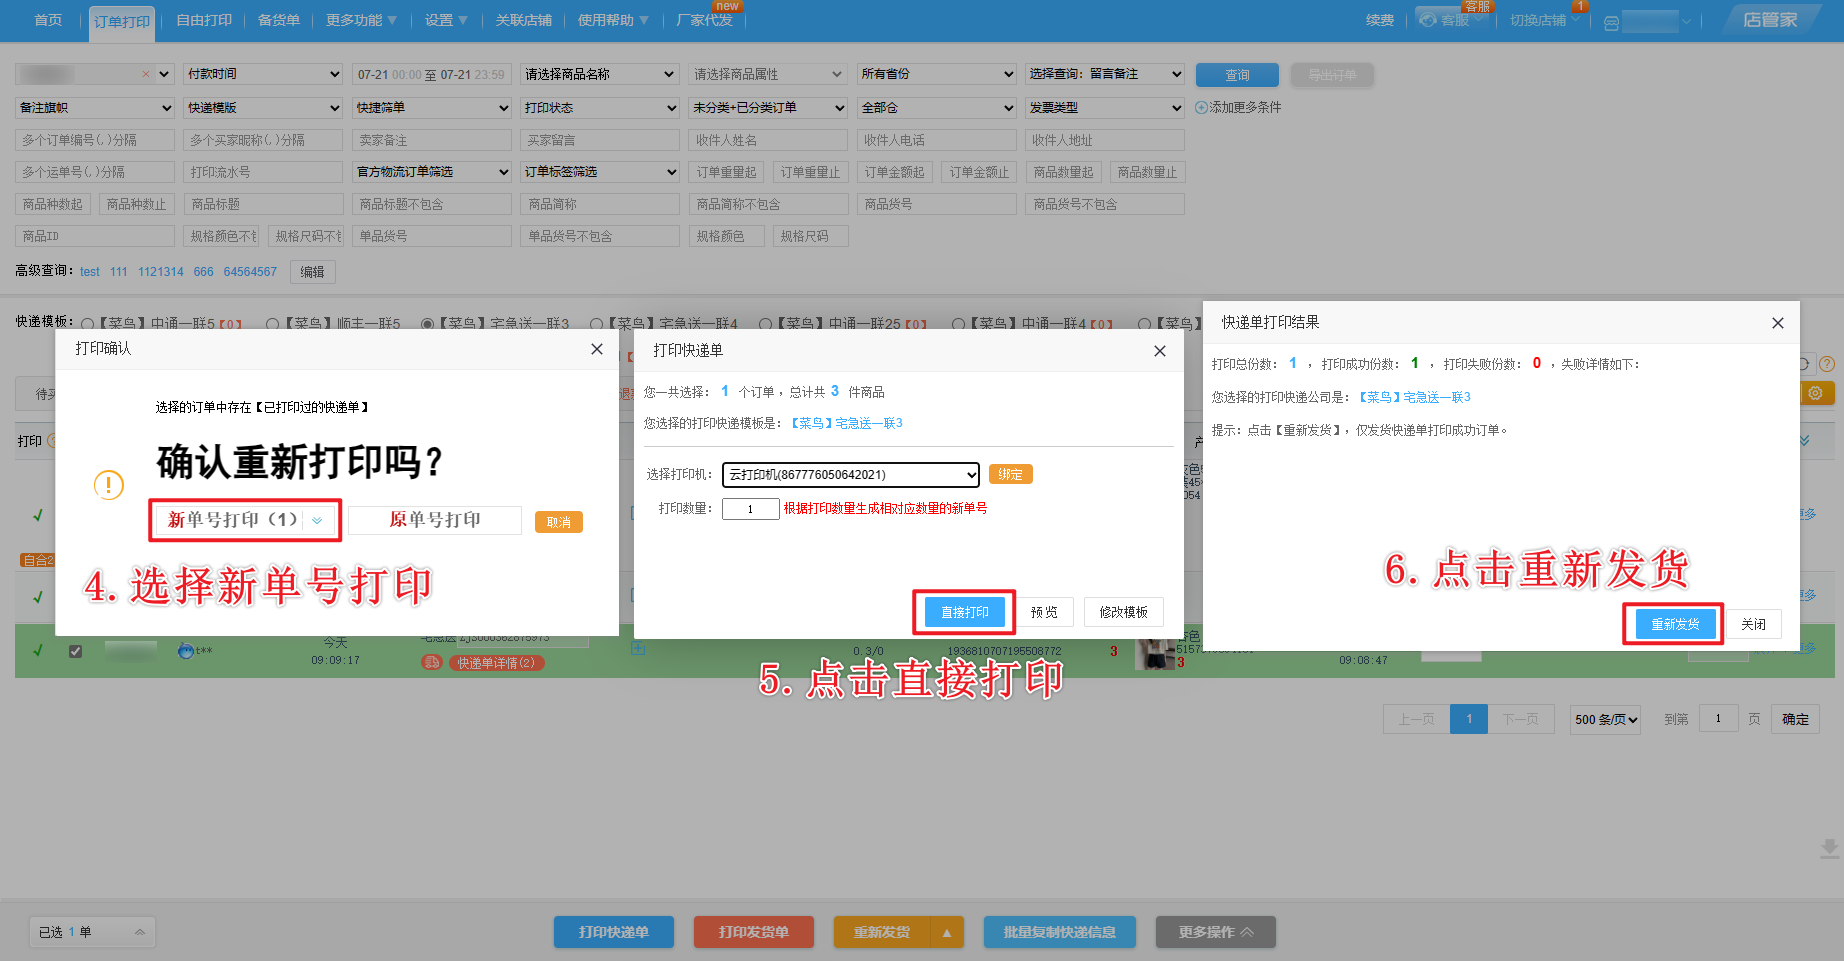 首页 订单打印 自由打印 备货单 更多功能 设置 关联店铺 使用帮助 厂家代发 new 续费 客服 客服 切换店铺 1 店管家
付款时间 07-21 00:00 至 07-21 23:59 请选择商品名称 请选择商品属性 所有省份 选择查询：留言备注 查询 导出订单
备注旗帜 快递模版 快捷筛单 打印状态 未分类+已分类订单 全部仓 发票类型 添加更多条件
多个订单编号(,)分隔 多个买家昵称(,)分隔 卖家备注 买家留言 收件人姓名 收件人电话 收件人地址
多个运单号(,)分隔 打印流水号 官方物流订单筛选 订单标签筛选 订单重量起 订单重量止 订单金额起 订单金额止 商品数量起 商品数量止
商品种数起 商品种数止 商品标题 商品标题不包含 商品简称 商品简称不包含 商品货号 商品货号不包含
商品ID 规格颜色不 规格尺码不 单品货号 单品货号不包含 规格颜色 规格尺码
高级查询： test 111 1121314 666 64564567 编辑
快递模板： 【菜鸟】中通一联5【0】 【菜鸟】顺丰一联5 【菜鸟】宅急送一联3 【菜鸟】宅急送一联4 【菜鸟】中通一联25【0】 【菜鸟】中通一联4【0】 【菜鸟】
打印确认
选择的订单中存在【已打印过的快递单】
确认重新打印吗？
新单号打印（1） 原单号打印 取消
4. 选择新单号打印
打印快递单
您一共选择： 1 个订单，总计共 3 件商品
您选择的打印快递模板是： 【菜鸟】宅急送一联3
选择打印机： 云打印机(867776050642021) 绑定
打印数量： 1 根据打印数量生成相对应数量的新单号
直接打印 预览 修改模板
5. 点击直接打印
快递单打印结果
打印总份数： 1 ，打印成功份数： 1 ，打印失败份数： 0 ，失败详情如下：
您选择的打印快递公司是： 【菜鸟】宅急送一联3
提示：点击【重新发货】，仅发货快递单打印成功订单。
6. 点击重新发货
重新发货 关闭
打印
t** 今天
09:09:17 快递单详情(2) 0.3/0 1936810707195508772 3 3 09:08:47
上一页 1 下一页 500 条/页 到第 1 页 确定
已选 1 单 打印快递单 打印发货单 重新发货 批量复制快递信息 更多操作